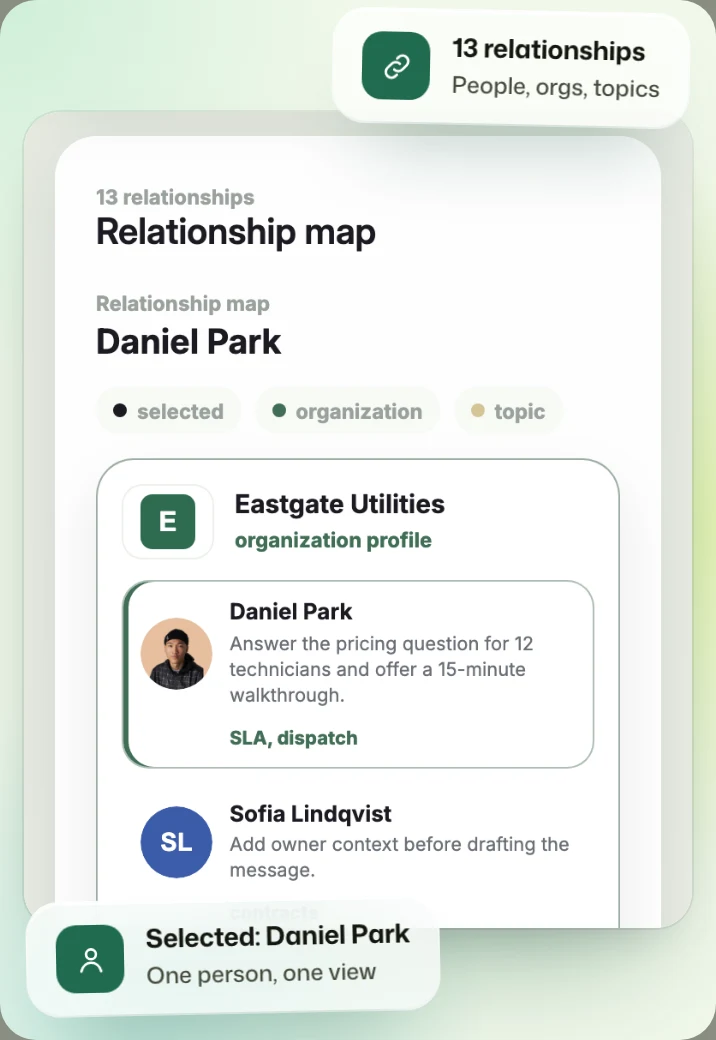 13 relationships
People, orgs, topics
13 relationships
Relationship map
Relationship map
Daniel Park
selected
organization
topic
E
Eastgate Utilities
organization profile
Daniel Park
Answer the pricing question for 12
technicians and offer a 15-minute
walkthrough.
SLA, dispatch
SL
Sofia Lindqvist
Add owner context before drafting the
message.
contracts
Selected: Daniel Park
One person, one view